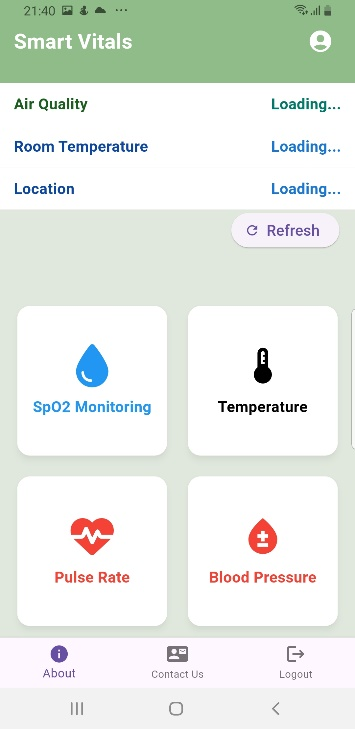 21:40
Smart Vitals
Air Quality Loading...
Room Temperature Loading...
Location Loading...
Refresh
SpO2 Monitoring Temperature
Pulse Rate Blood Pressure
About Contact Us Logout